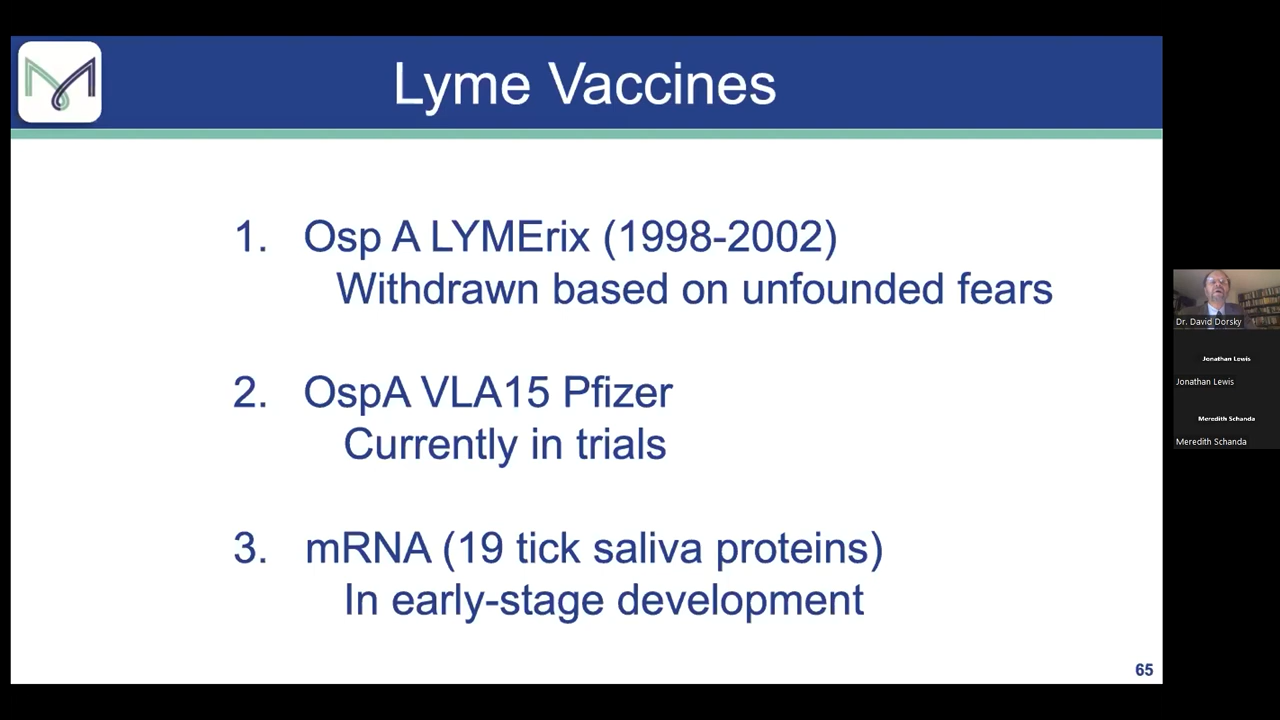 Lyme Vaccines
1. Osp A LYMErix (1998-2002)
Withdrawn based on unfounded fears
2. OspA VLA15 Pfizer
Currently in trials
3. mRNA (19 tick saliva proteins)
In early-stage development
65
Dr. David Dorsky
Jonathan Lewis
Jonathan Lewis
Meredith Schanda
Meredith Schanda